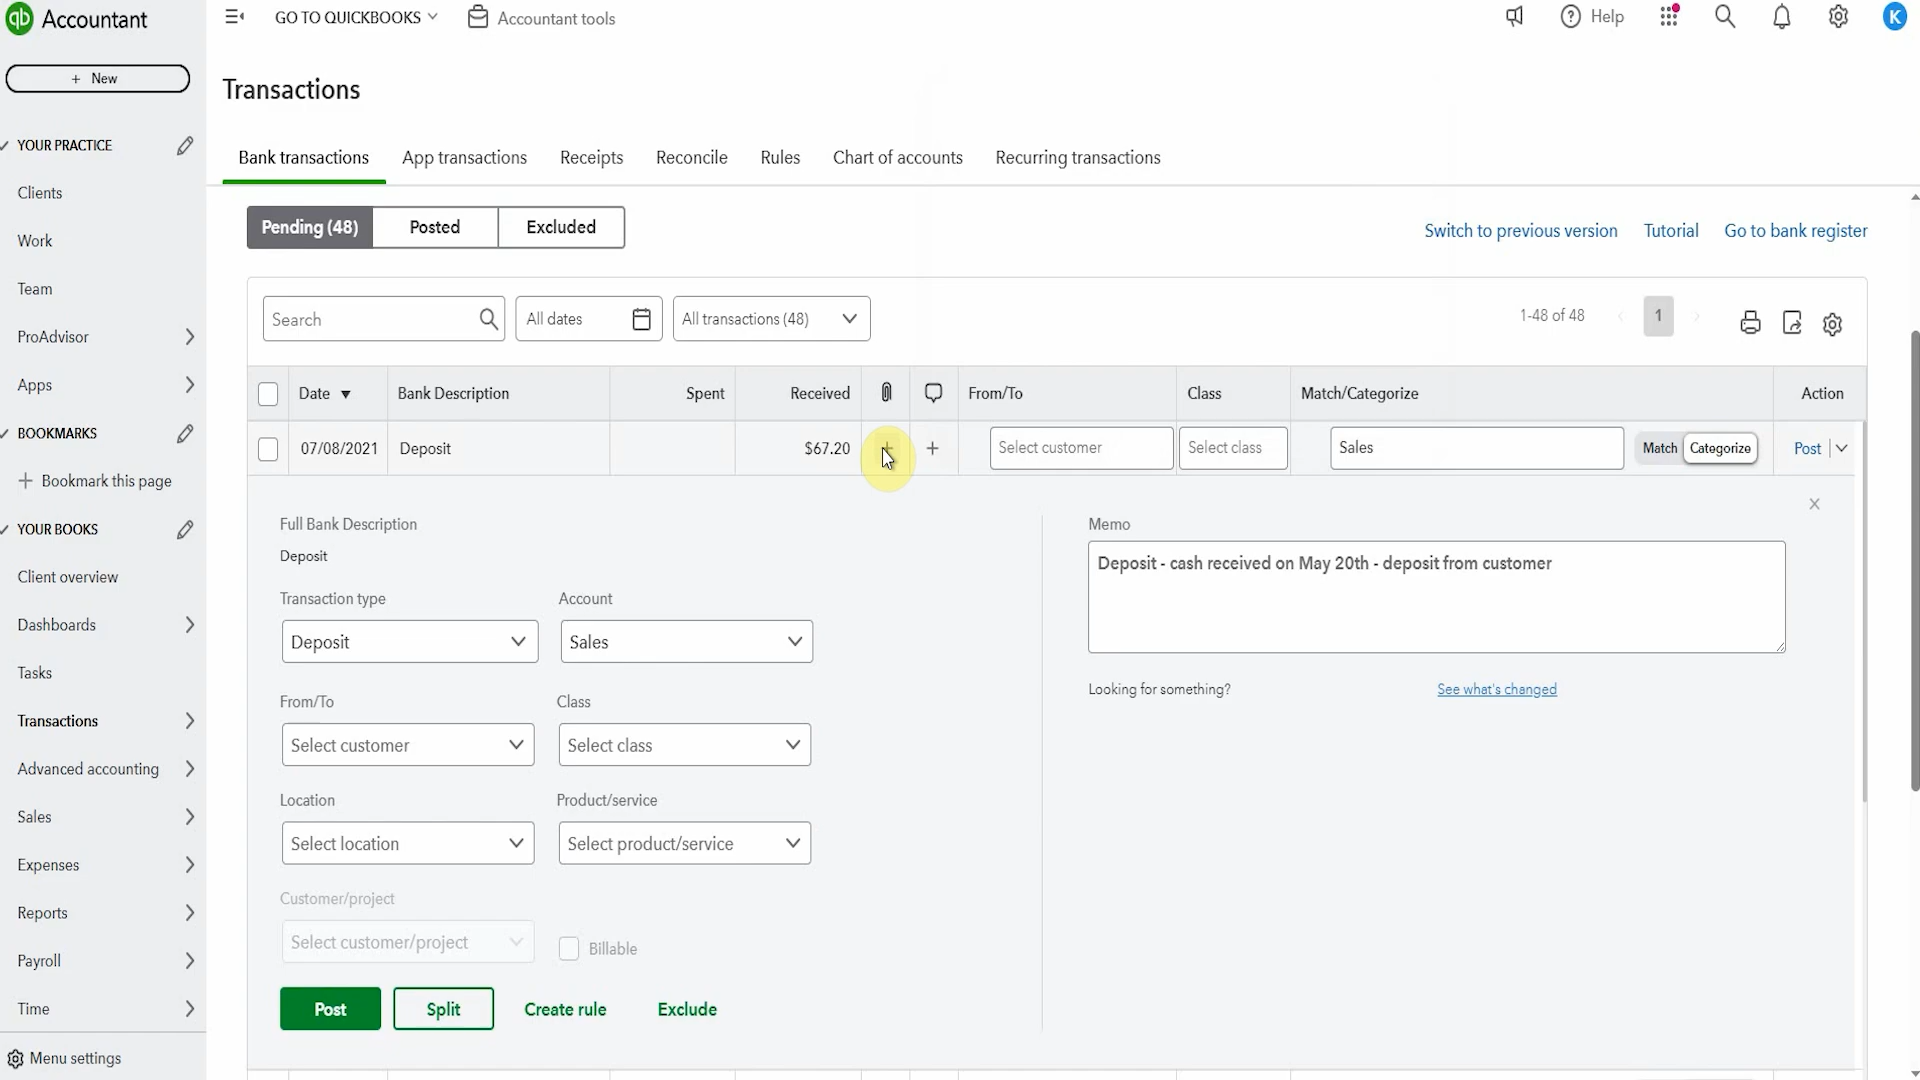 qb Accountant
GO TO QUICKBOOKS
Accountant tools
Help
K
+ New
YOUR PRACTICE
Clients
Work
Team
ProAdvisor
Apps
BOOKMARKS
+ Bookmark this page
YOUR BOOKS
Client overview
Dashboards
Tasks
Transactions
Advanced accounting
Sales
Expenses
Reports
Payroll
Time
Menu settings
Transactions
Bank transactions App transactions Receipts Reconcile Rules Chart of accounts Recurring transactions
Pending (48) Posted Excluded
Switch to previous version Tutorial Go to bank register
Search All dates All transactions (48) 1-48 of 48 1
Date Bank Description Spent Received From/To Class Match/Categorize Action
07/08/2021 Deposit $67.20 + + Select customer Select class Sales Match Categorize Post
Full Bank Description
Deposit
Transaction type Account
Deposit Sales
From/To Class
Select customer Select class
Location Product/service
Select location Select product/service
Customer/project
Select customer/project Billable
Post Split Create rule Exclude
Memo
Deposit - cash received on May 20th - deposit from customer
Looking for something? See what's changed